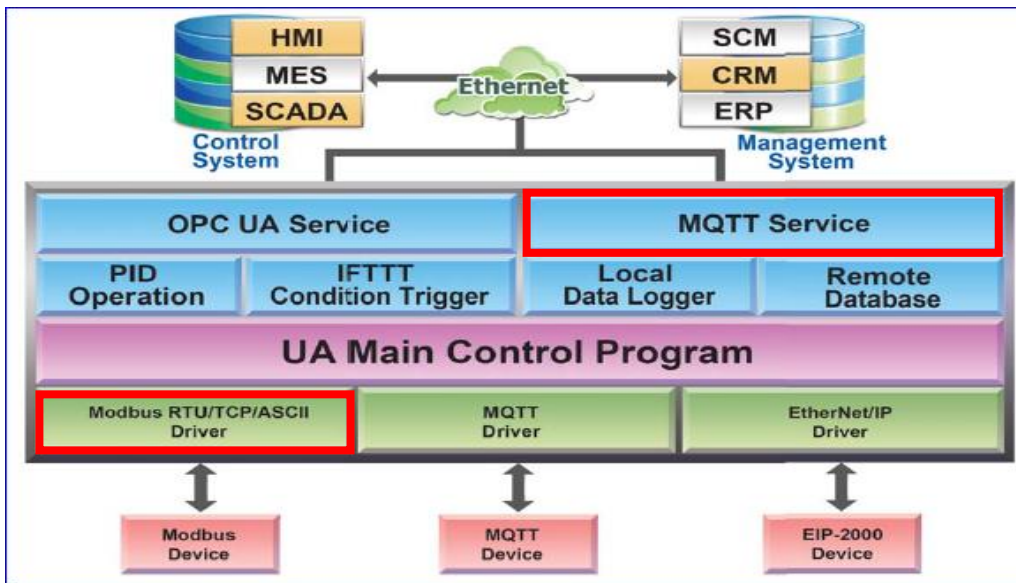 HMI
MES
SCADA
Control
System
Ethernet
SCM
CRM
ERP
Management
System
OPC UA Service
MQTT Service
PID
Operation
IFTTT
Condition Trigger
Local
Data Logger
Remote
Database
UA Main Control Program
Modbus RTU/TCP/ASCII
Driver
MQTT
Driver
EtherNet/IP
Driver
Modbus
Device
MQTT
Device
EIP-2000
Device